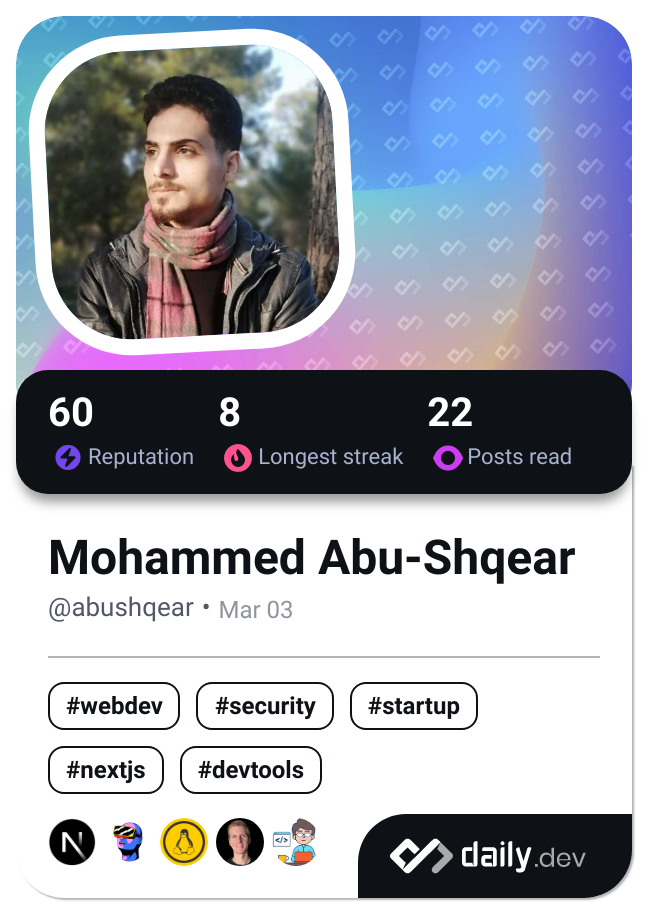 60 8 22
Reputation Longest streak Posts read
Mohammed Abu-Shqear
@abushqear • Mar 03
#webdev #security #startup
#nextjs #devtools
daily.dev